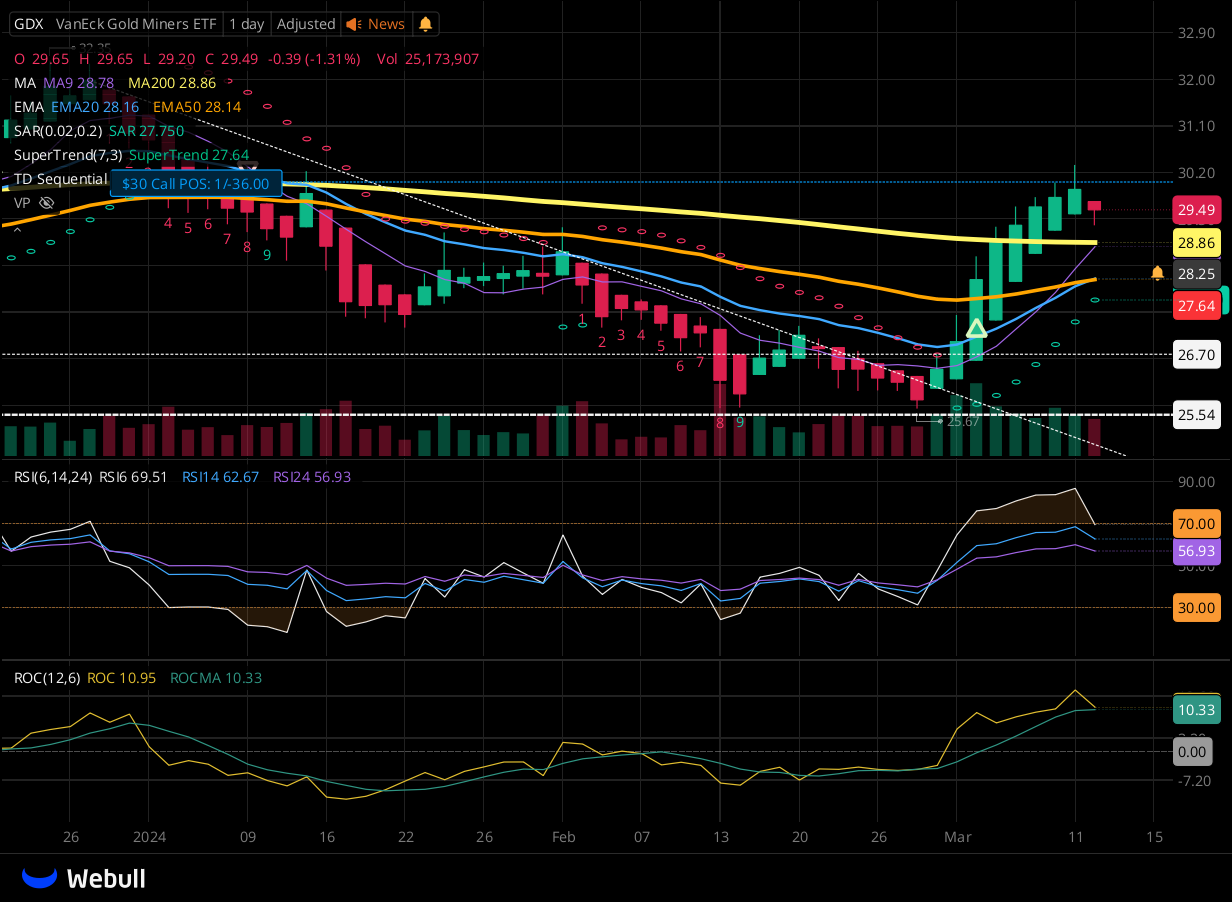 GDX VanEck Gold Miners ETF 1 day Adjusted News
O 29.65 H 29.65 L 29.20 C 29.49 -0.39 (-1.31%) Vol 25,173,907
MA MA9 28.78 MA200 28.86
EMA EMA20 28.16 EMA50 28.14
SAR(0.02,0.2) SAR 27.750
SuperTrend(7,3) SuperTrend 27.64
TD Sequential
$30 Call POS: 1/-36.00
VP
32.90
32.00
31.10
30.20
29.49
28.86
28.25
27.64
26.70
25.54
4 5 6 7 8 9
1 2 3 4 5 6 7 8 9
25.67
RSI(6,14,24) RSI6 69.51 RSI14 62.67 RSI24 56.93
90.00
70.00
56.93
30.00
ROC(12,6) ROC 10.95 ROCMA 10.33
10.33
0.00
-7.20
26 2024 09 16 22 26 Feb 07 13 20 26 Mar 11 15
Webull